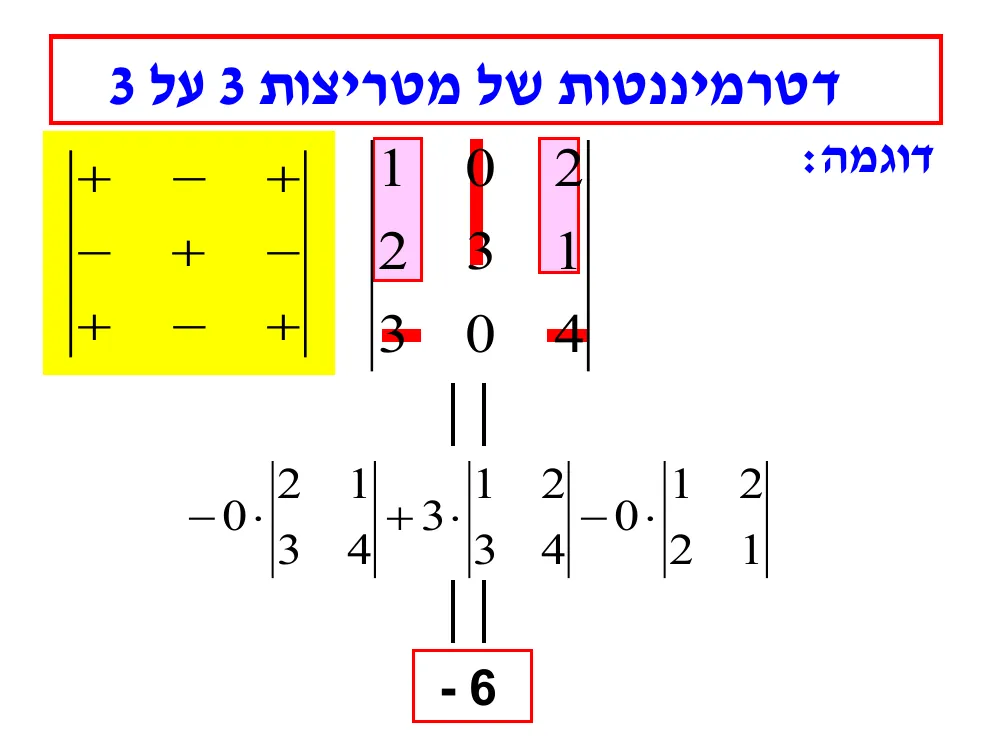 דטרמיננטות של מטריצות 3 על 3
דוגמה:
|+ − +|
|− + −|
|+ − +|
|1 0 2|
|2 3 1|
|3 0 4|
||
−0·|2 1; 3 4|+3·|1 2; 3 4|−0·|1 2; 2 1|
||
- 6